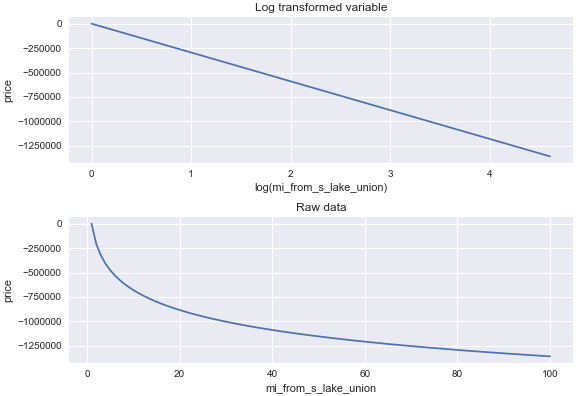 Log transformed variable
0
−250000
−500000
−750000
−1000000
−1250000
price
0 1 2 3 4
log(mi_from_s_lake_union)
Raw data
0
−250000
−500000
−750000
−1000000
−1250000
price
0 20 40 60 80 100
mi_from_s_lake_union